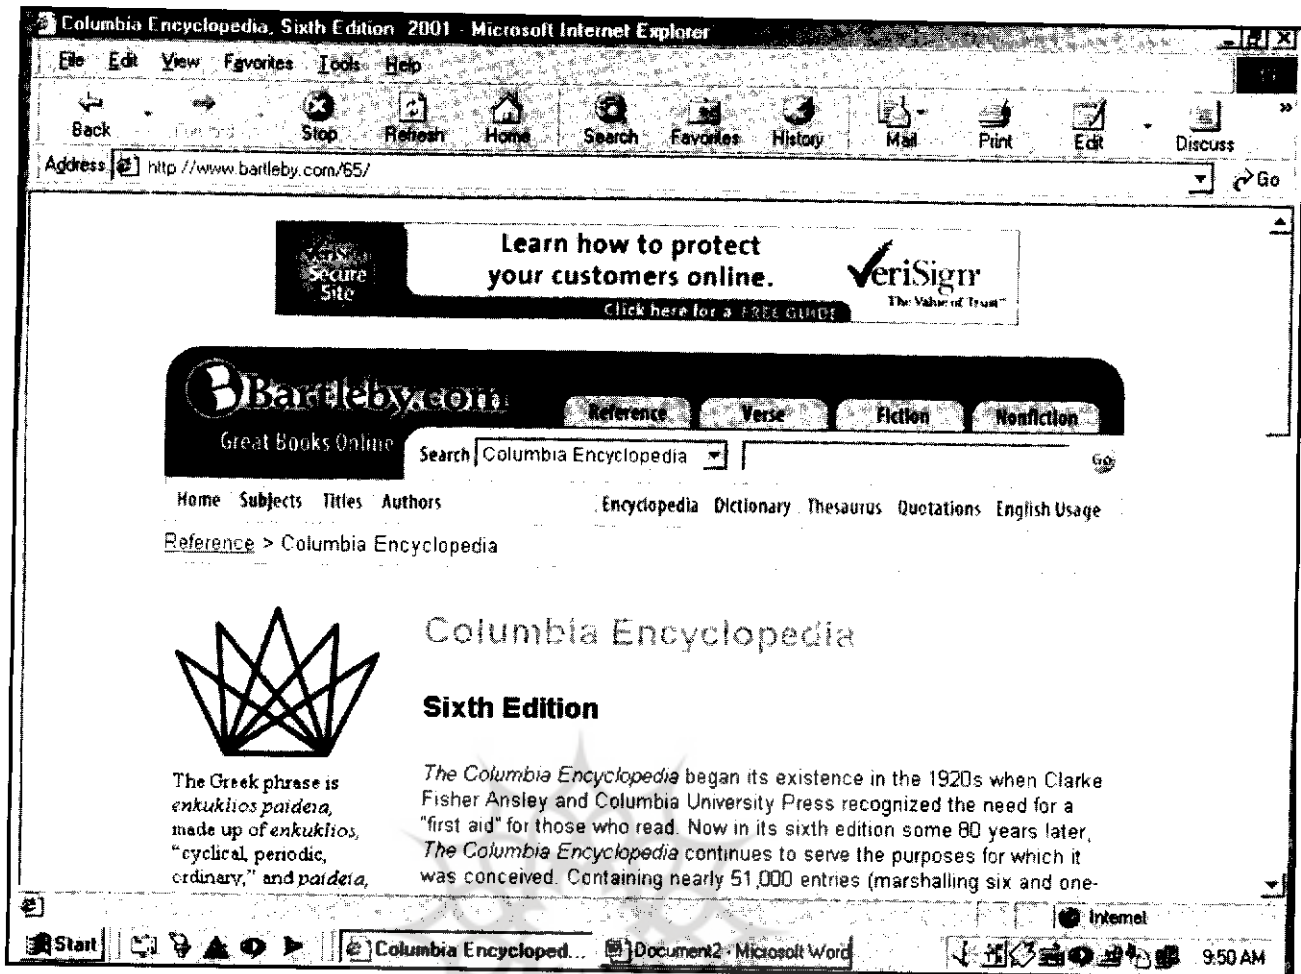 Columbia Encyclopedia, Sixth Edition 2001 - Microsoft Internet Explorer
File Edit View Favorites Tools Help
Back Stop Refresh Home Search Favorites History Mail Print Edit Discuss »
Address http://www.bartleby.com/65/ Go
VeriSign
Secure
Site
Learn how to protect
your customers online.
Click here for a FREE GUIDE
VeriSign
The Value of Trust
Bartleby.com
Great Books Online
Reference Verse Fiction Nonfiction
Search Columbia Encyclopedia Go
Home Subjects Titles Authors Encyclopedia Dictionary Thesaurus Quotations English Usage
Reference > Columbia Encyclopedia
The Greek phrase is
enkuklios paideia,
made up of enkuklios,
"cyclical, periodic,
ordinary," and paideia,
Columbia Encyclopedia
Sixth Edition
The Columbia Encyclopedia began its existence in the 1920s when Clarke
Fisher Ansley and Columbia University Press recognized the need for a
"first aid" for those who read. Now in its sixth edition some 80 years later,
The Columbia Encyclopedia continues to serve the purposes for which it
was conceived. Containing nearly 51,000 entries (marshalling six and one-
Internet
Start Columbia Encycloped... Document2 - Microsoft Word 9:50 AM